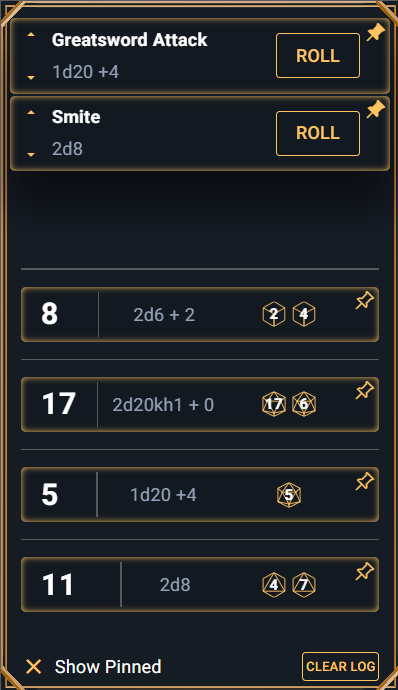 Greatsword Attack
1d20 +4
ROLL
Smite
2d8
ROLL
8 2d6 + 2 2 4
17 2d20kh1 + 0 17 6
5 1d20 +4 5
11 2d8 4 7
Show Pinned CLEAR LOG